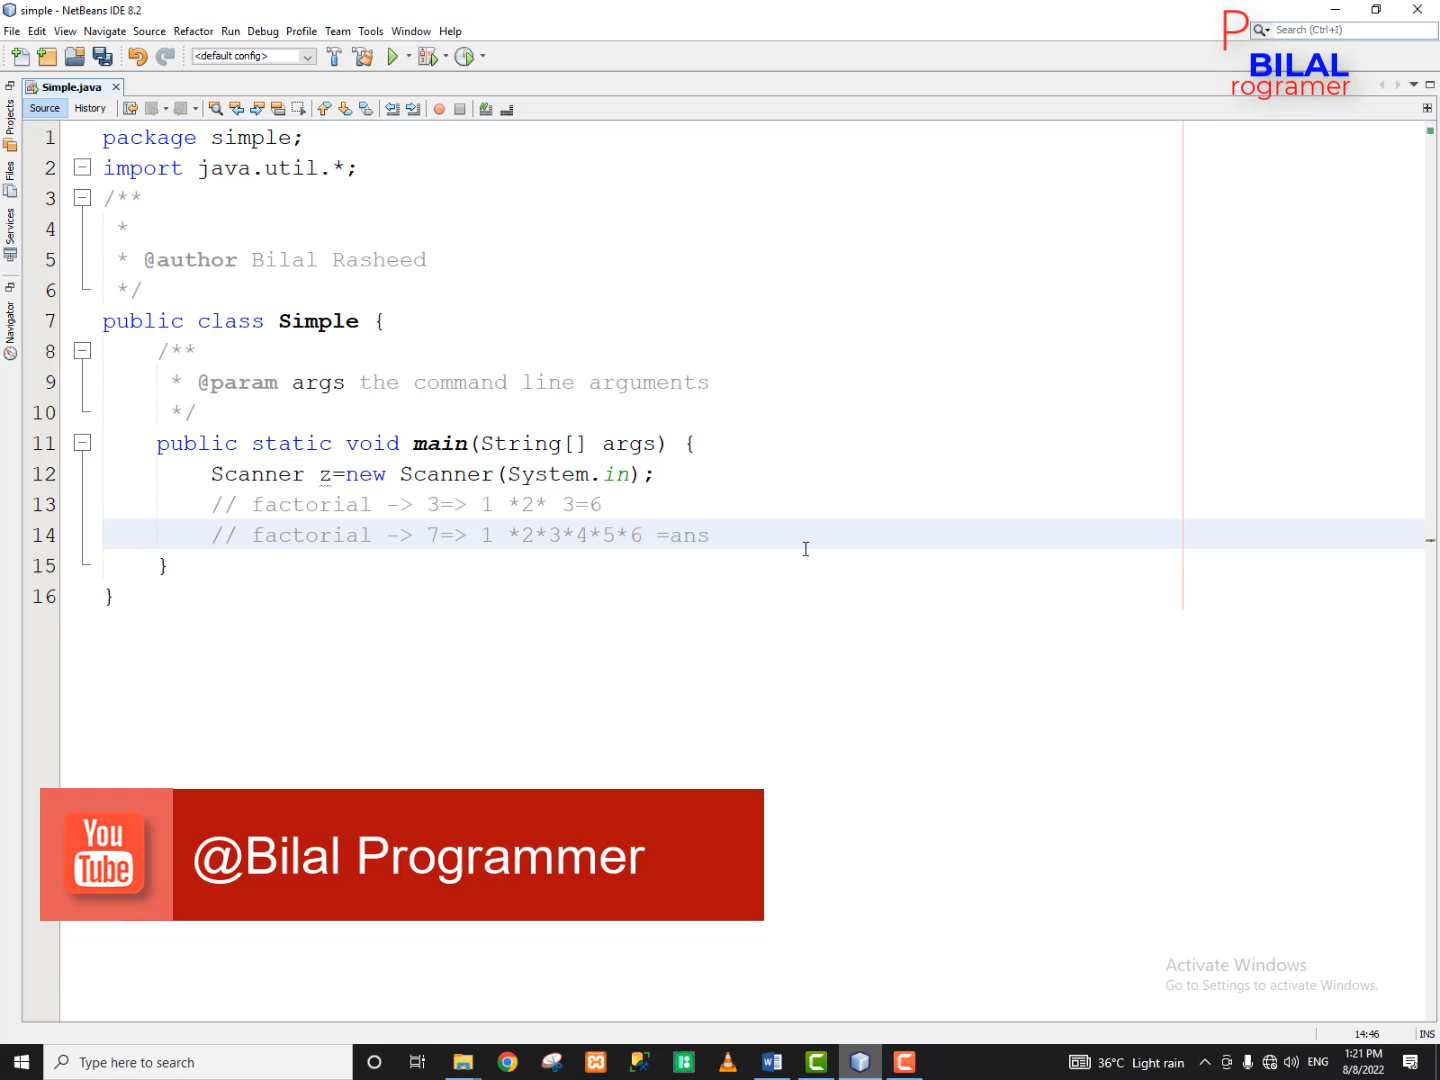 simple - NetBeans IDE 8.2
File Edit View Navigate Source Refactor Run Debug Profile Team Tools Window Help
Search (Ctrl+I)
<default config>
P
BILAL
rogramer
Simple.java
Source History
Projects
Files
Services
Navigator
1 package simple;
2 import java.util.*;
3 /**
4 *
5 * @author Bilal Rasheed
6 */
7 public class Simple {
8 /**
9 * @param args the command line arguments
10 */
11 public static void main(String[] args) {
12 Scanner z=new Scanner(System.in);
13 // factorial -> 3=> 1 *2* 3=6
14 // factorial -> 7=> 1 *2*3*4*5*6 =ans
15 }
16 }
You
Tube
@Bilal Programmer
Activate Windows
Go to Settings to activate Windows.
14:46 INS
Type here to search
36°C Light rain
ENG
1:21 PM
8/8/2022